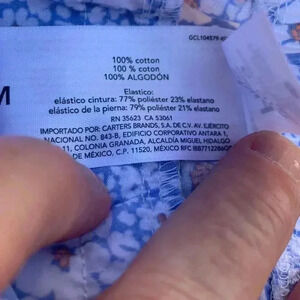 GCL104579
100% cotton
100 % coton
100% ALGODÓN
M
Elástico:
elástico cintura: 77% poliéster 23% elastano
elástico de la pierna: 79% poliéster 21% elastano
RN 35623 CA 53061
IMPORTADO POR: CARTERS BRANDS, S.A. DE C.V. AV. EJÉRCITO
NACIONAL NO. 843-B, EDIFICIO CORPORATIVO ANTARA 1,
11, COLONIA GRANADA, ALCALDÍA MIGUEL HIDALGO
DE MÉXICO, C.P. 11520, MÉXICO RFC